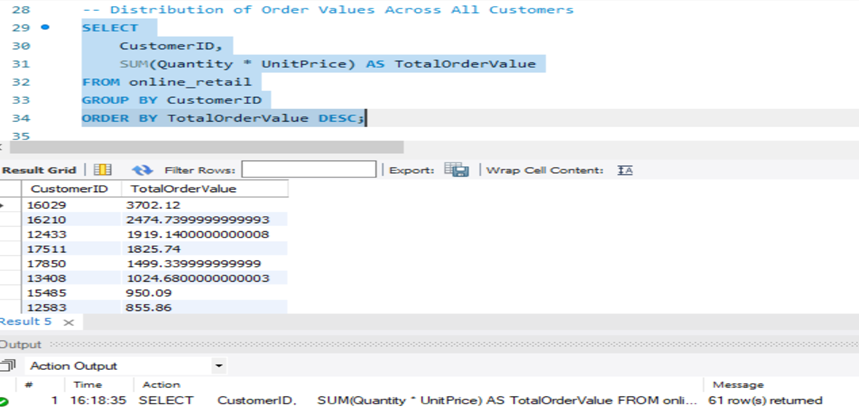 28 -- Distribution of Order Values Across All Customers
29 SELECT
30 CustomerID,
31 SUM(Quantity * UnitPrice) AS TotalOrderValue
32 FROM online_retail
33 GROUP BY CustomerID
34 ORDER BY TotalOrderValue DESC;
35
Result Grid Filter Rows: Export: Wrap Cell Content:
CustomerID TotalOrderValue
16029 3702.12
16210 2474.7399999999993
12433 1919.1400000000008
17511 1825.74
17850 1499.339999999999
13408 1024.6800000000003
15485 950.09
12583 855.86
Result 5
Output
Action Output
# Time Action Message
1 16:18:35 SELECT CustomerID, SUM(Quantity * UnitPrice) AS TotalOrderValue FROM onli... 61 row(s) returned